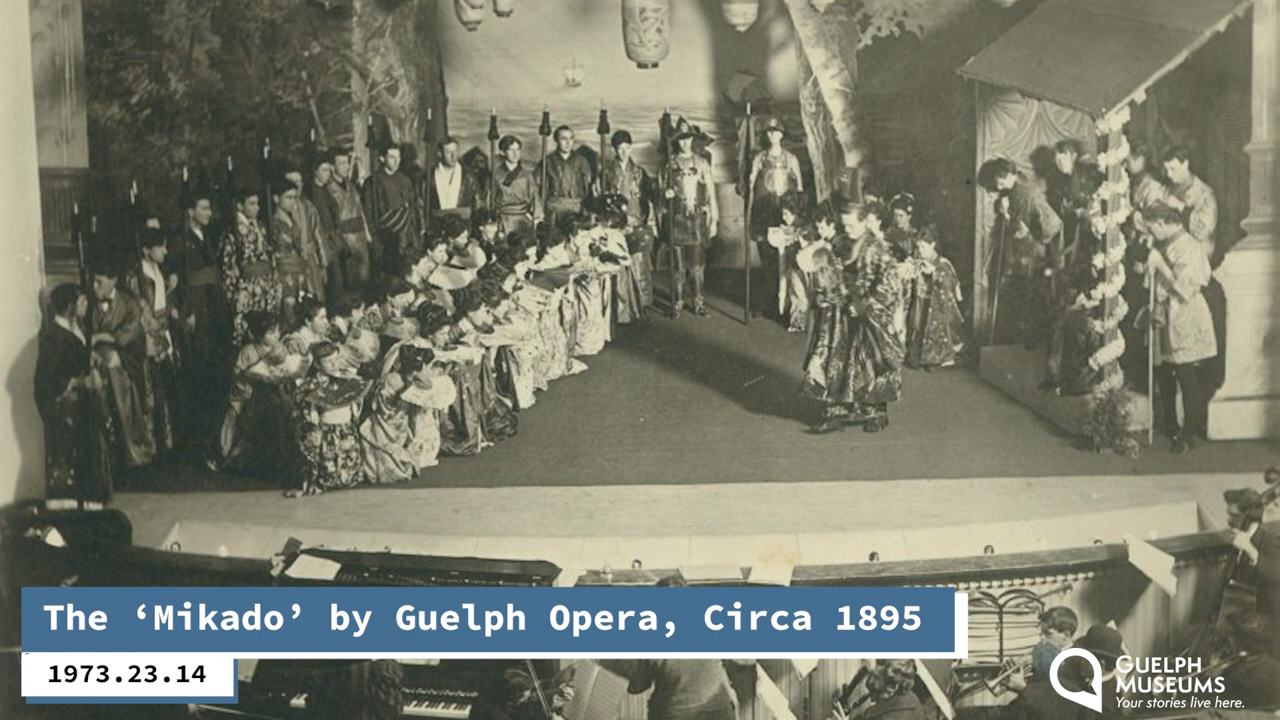 The ‘Mikado’ by Guelph Opera, Circa 1895
1973.23.14
GUELPH
MUSEUMS
Your stories live here.